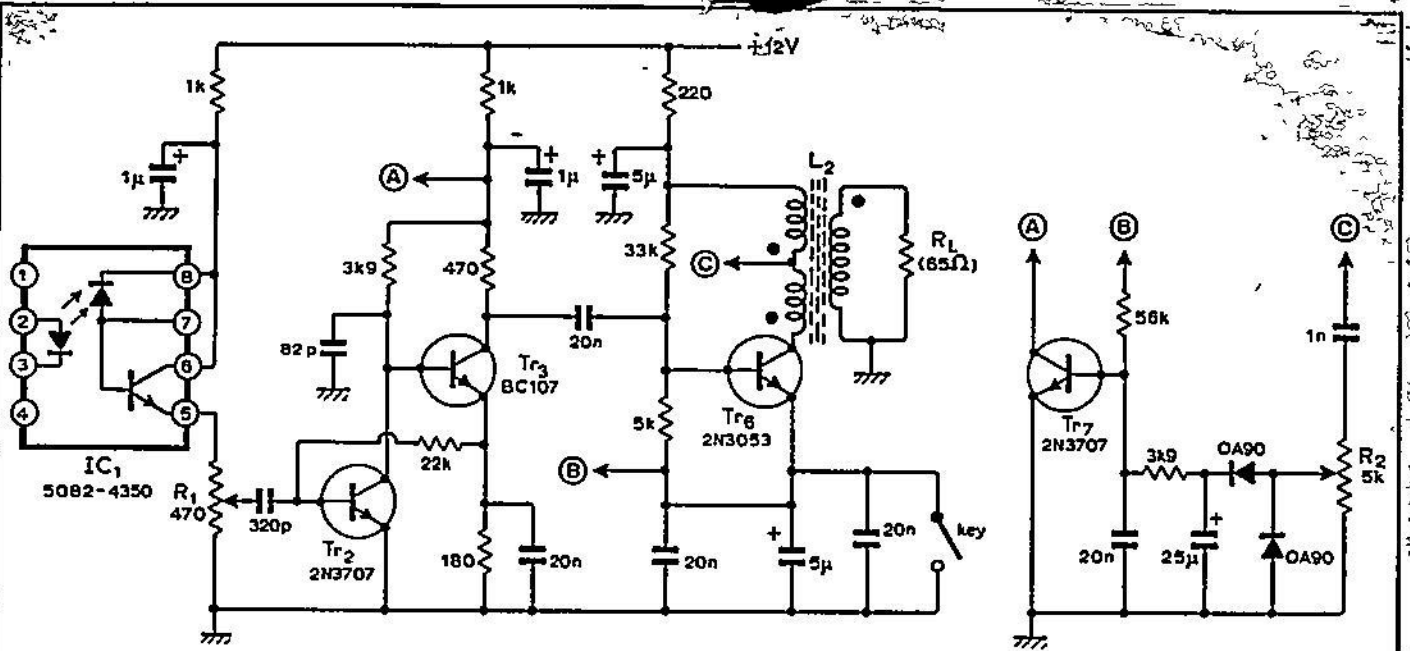 +12V
1k
1k
220
1μ
+
A
-
+
1μ
+
5μ
L2
3k9
470
33k
C
RL
(65Ω)
A
B
C
1
2
3
4
8
7
6
5
82p
20n
56k
1n
Tr3
BC107
Tr6
2N3053
Tr7
2N3707
IC1
5082-4350
22k
5k
B
3k9
OA90
R2
5k
R1
470
320p
Tr2
2N3707
180
20n
20n
+
5μ
20n
key
20n
25μ
+
OA90